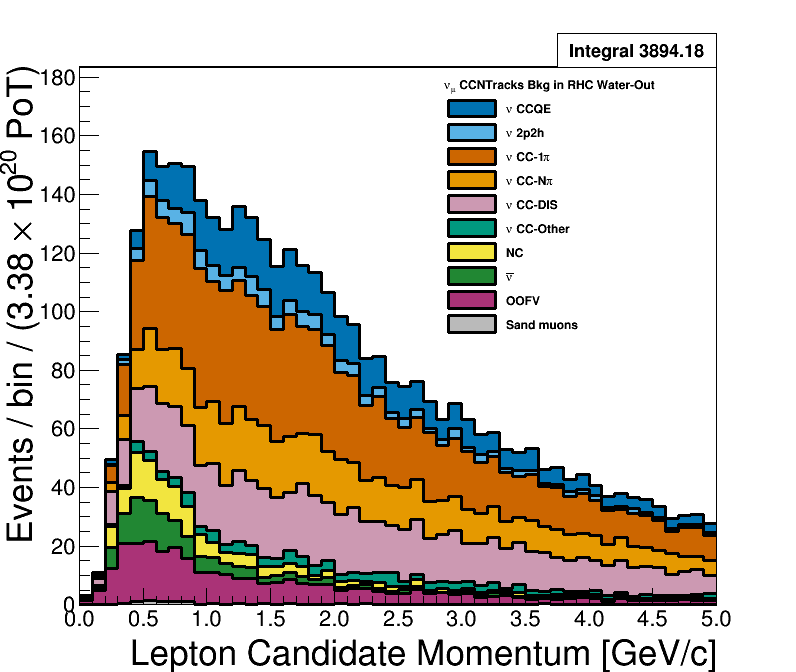 Integral 3894.18
ν_μ CCNTracks Bkg in RHC Water-Out
ν CCQE
ν 2p2h
ν CC-1π
ν CC-Nπ
ν CC-DIS
ν CC-Other
NC
ν̅
OOFV
Sand muons
Events / bin / (3.38 × 10^20 PoT)
180
160
140
120
100
80
60
40
20
0
0.0 0.5 1.0 1.5 2.0 2.5 3.0 3.5 4.0 4.5 5.0
Lepton Candidate Momentum [GeV/c]